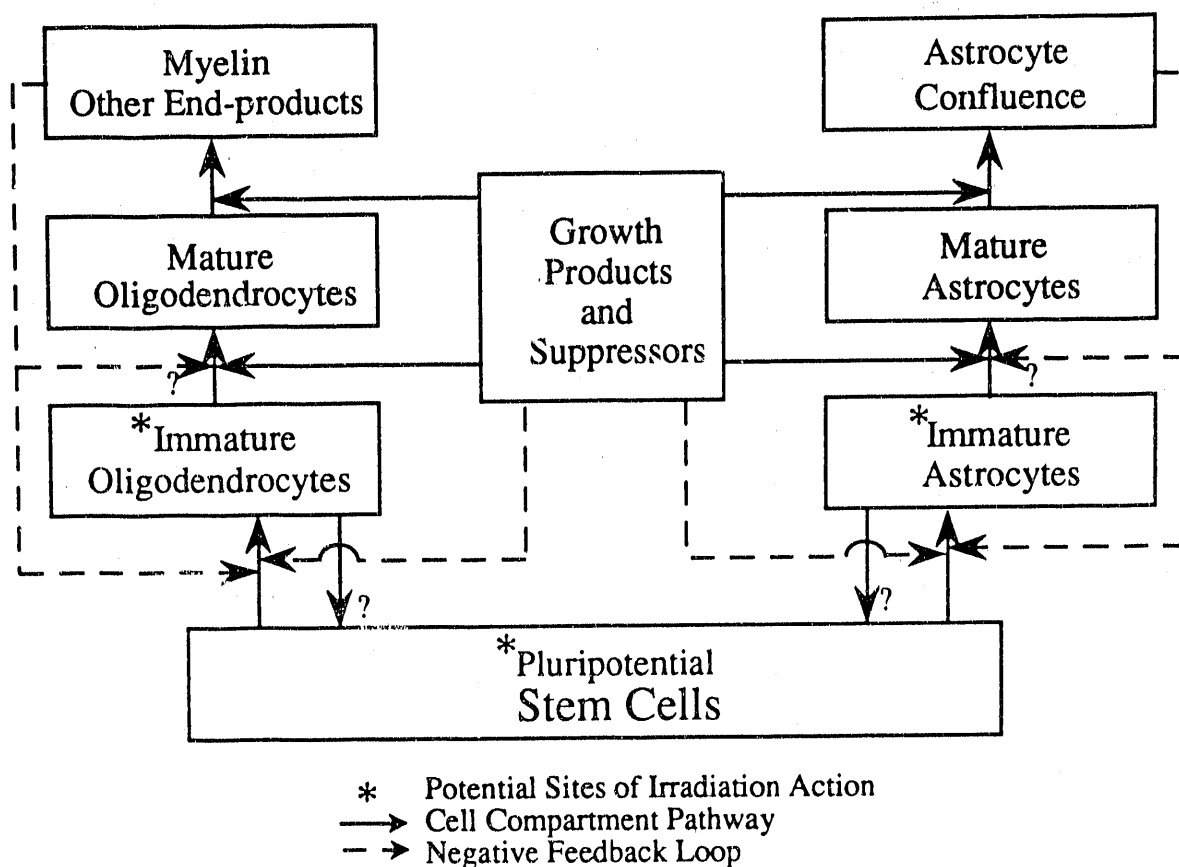 Myelin
Other End-products
Astrocyte
Confluence
Growth
Products
and
Suppressors
Mature
Oligodendrocytes
Mature
Astrocytes
?
?
*Immature
Oligodendrocytes
*Immature
Astrocytes
?
?
*Pluripotential
Stem Cells
* Potential Sites of Irradiation Action
Cell Compartment Pathway
Negative Feedback Loop